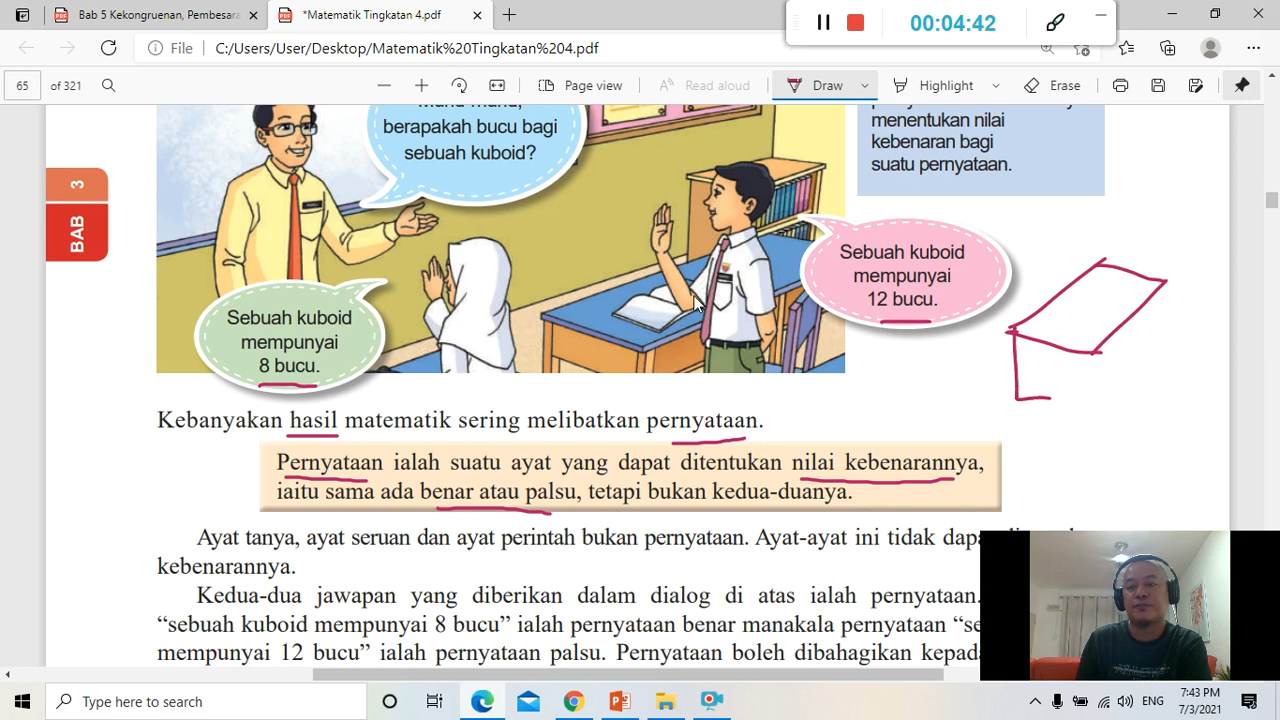 Bab 5 Kekongruenan, Pembesara
*Matematik Tingkatan 4.pdf
00:04:42
File
C:/Users/User/Desktop/Matematik%20Tingkatan%204.pdf
65
of 321
Page view
Read aloud
Draw
Highlight
Erase
berapakah bucu bagi
sebuah kuboid?
menentukan nilai
kebenaran bagi
suatu pernyataan.
3
BAB
Sebuah kuboid
mempunyai
12 bucu.
Sebuah kuboid
mempunyai
8 bucu.
Kebanyakan hasil matematik sering melibatkan pernyataan.
Pernyataan ialah suatu ayat yang dapat ditentukan nilai kebenarannya,
iaitu sama ada benar atau palsu, tetapi bukan kedua-duanya.
Ayat tanya, ayat seruan dan ayat perintah bukan pernyataan. Ayat-ayat ini tidak dapa
kebenarannya.
Kedua-dua jawapan yang diberikan dalam dialog di atas ialah pernyataan.
“sebuah kuboid mempunyai 8 bucu” ialah pernyataan benar manakala pernyataan “se
mempunyai 12 bucu” ialah pernyataan palsu. Pernyataan boleh dibahagikan kepada
Type here to search
ENG
7:43 PM
7/3/2021